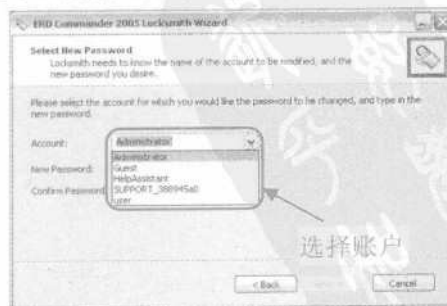 ERD Commander 2005 Locksmith Wizard
Select New Password
Locksmith needs to know the name of the account to be modified, and the
new password you desire.
Please select the account for which you would like the password to be changed, and type in the
new password.
Account:
Administrator
Administrator
Guest
HelpAssistant
SUPPORT_388945a0
user
New Password:
Confirm Password
选择账户
< Back
Cancel